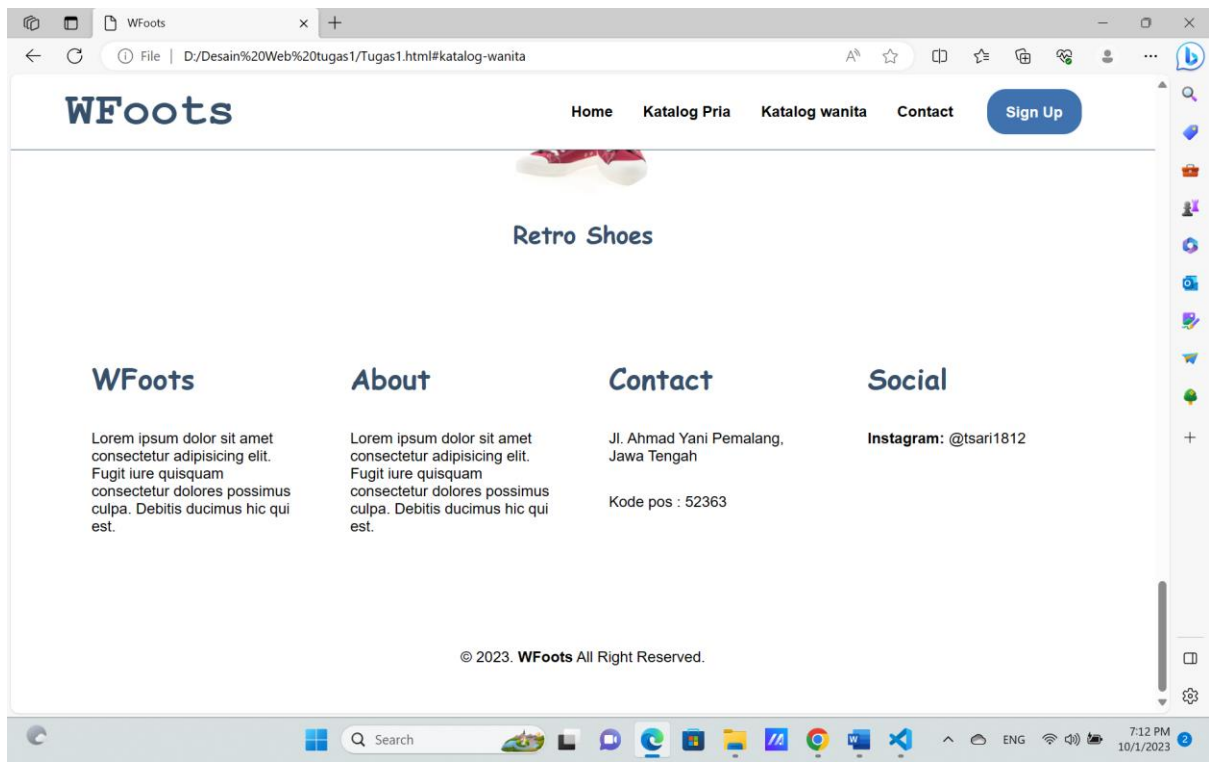 WFoots
File | D:/Desain%20Web%20tugas1/Tugas1.html#katalog-wanita
WFoots
Home Katalog Pria Katalog wanita Contact Sign Up
Retro Shoes
WFoots
Lorem ipsum dolor sit amet
consectetur adipisicing elit.
Fugit iure quisquam
consectetur dolores possimus
culpa. Debitis ducimus hic qui
est.
About
Lorem ipsum dolor sit amet
consectetur adipisicing elit.
Fugit iure quisquam
consectetur dolores possimus
culpa. Debitis ducimus hic qui
est.
Contact
Jl. Ahmad Yani Pemalang,
Jawa Tengah
Kode pos : 52363
Social
Instagram: @tsari1812
© 2023. WFoots All Right Reserved.
Search
ENG
7:12 PM
10/1/2023
2